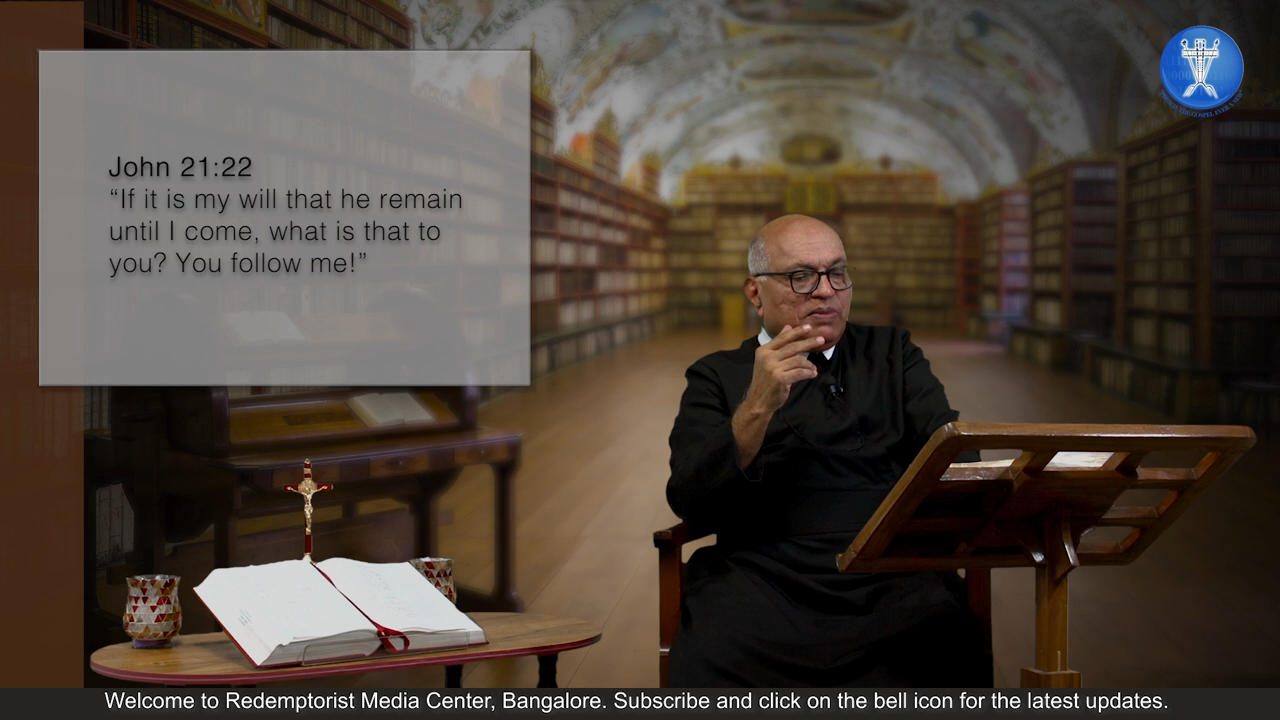 John 21:22
“If it is my will that he remain
until I come, what is that to
you? You follow me!”
Welcome to Redemptorist Media Center, Bangalore. Subscribe and click on the bell icon for the latest updates.